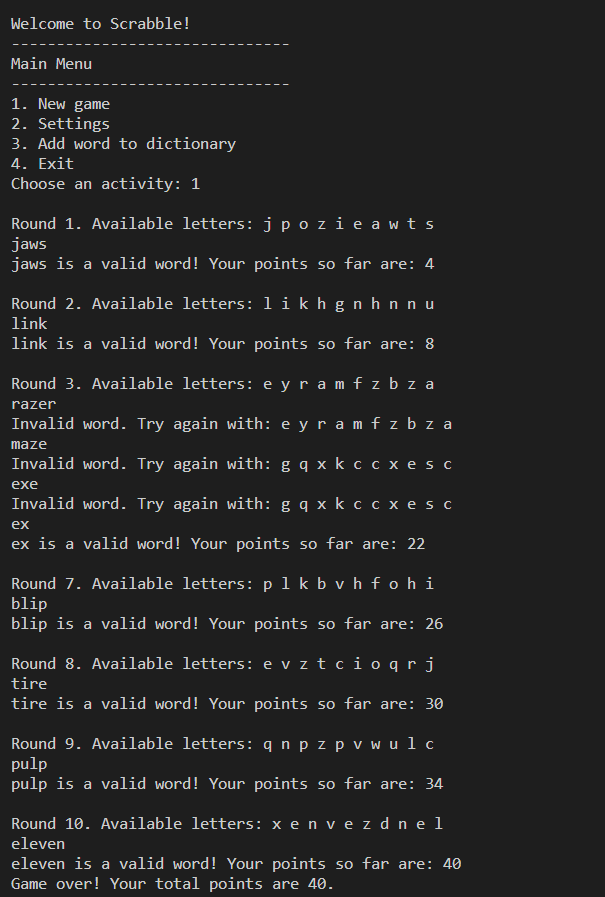 Welcome to Scrabble!
-------------------------------
Main Menu
-------------------------------
1. New game
2. Settings
3. Add word to dictionary
4. Exit
Choose an activity: 1
Round 1. Available letters: j p o z i e a w t s
jaws
jaws is a valid word! Your points so far are: 4
Round 2. Available letters: l i k h g n h n n u
link
link is a valid word! Your points so far are: 8
Round 3. Available letters: e y r a m f z b z a
razer
Invalid word. Try again with: e y r a m f z b z a
maze
Invalid word. Try again with: g q x k c c x e s c
exe
Invalid word. Try again with: g q x k c c x e s c
ex
ex is a valid word! Your points so far are: 22
Round 7. Available letters: p l k b v h f o h i
blip
blip is a valid word! Your points so far are: 26
Round 8. Available letters: e v z t c i o q r j
tire
tire is a valid word! Your points so far are: 30
Round 9. Available letters: q n p z p v w u l c
pulp
pulp is a valid word! Your points so far are: 34
Round 10. Available letters: x e n v e z d n e l
eleven
eleven is a valid word! Your points so far are: 40
Game over! Your total points are 40.